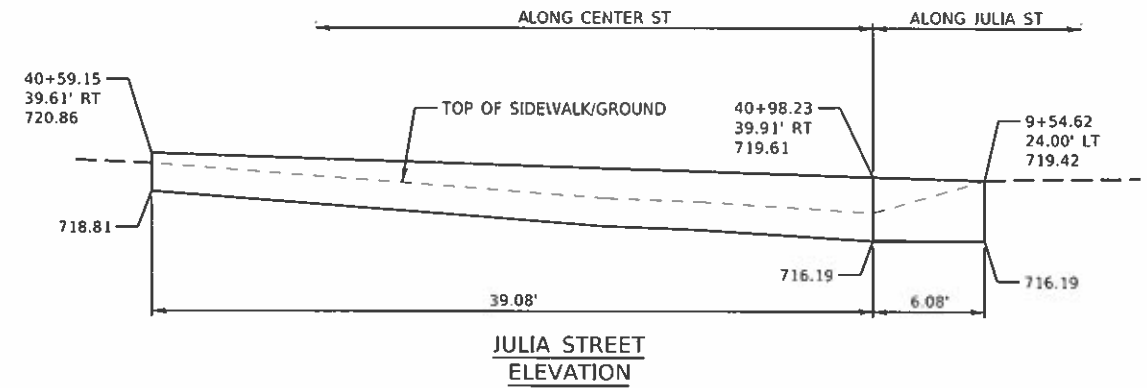 ALONG CENTER ST
ALONG JULIA ST
40+59.15
39.61' RT
720.86
TOP OF SIDEWALK/GROUND
40+98.23
39.91' RT
719.61
9+54.62
24.00' LT
719.42
718.81
716.19
716.19
39.08'
6.08'
JULIA STREET
ELEVATION